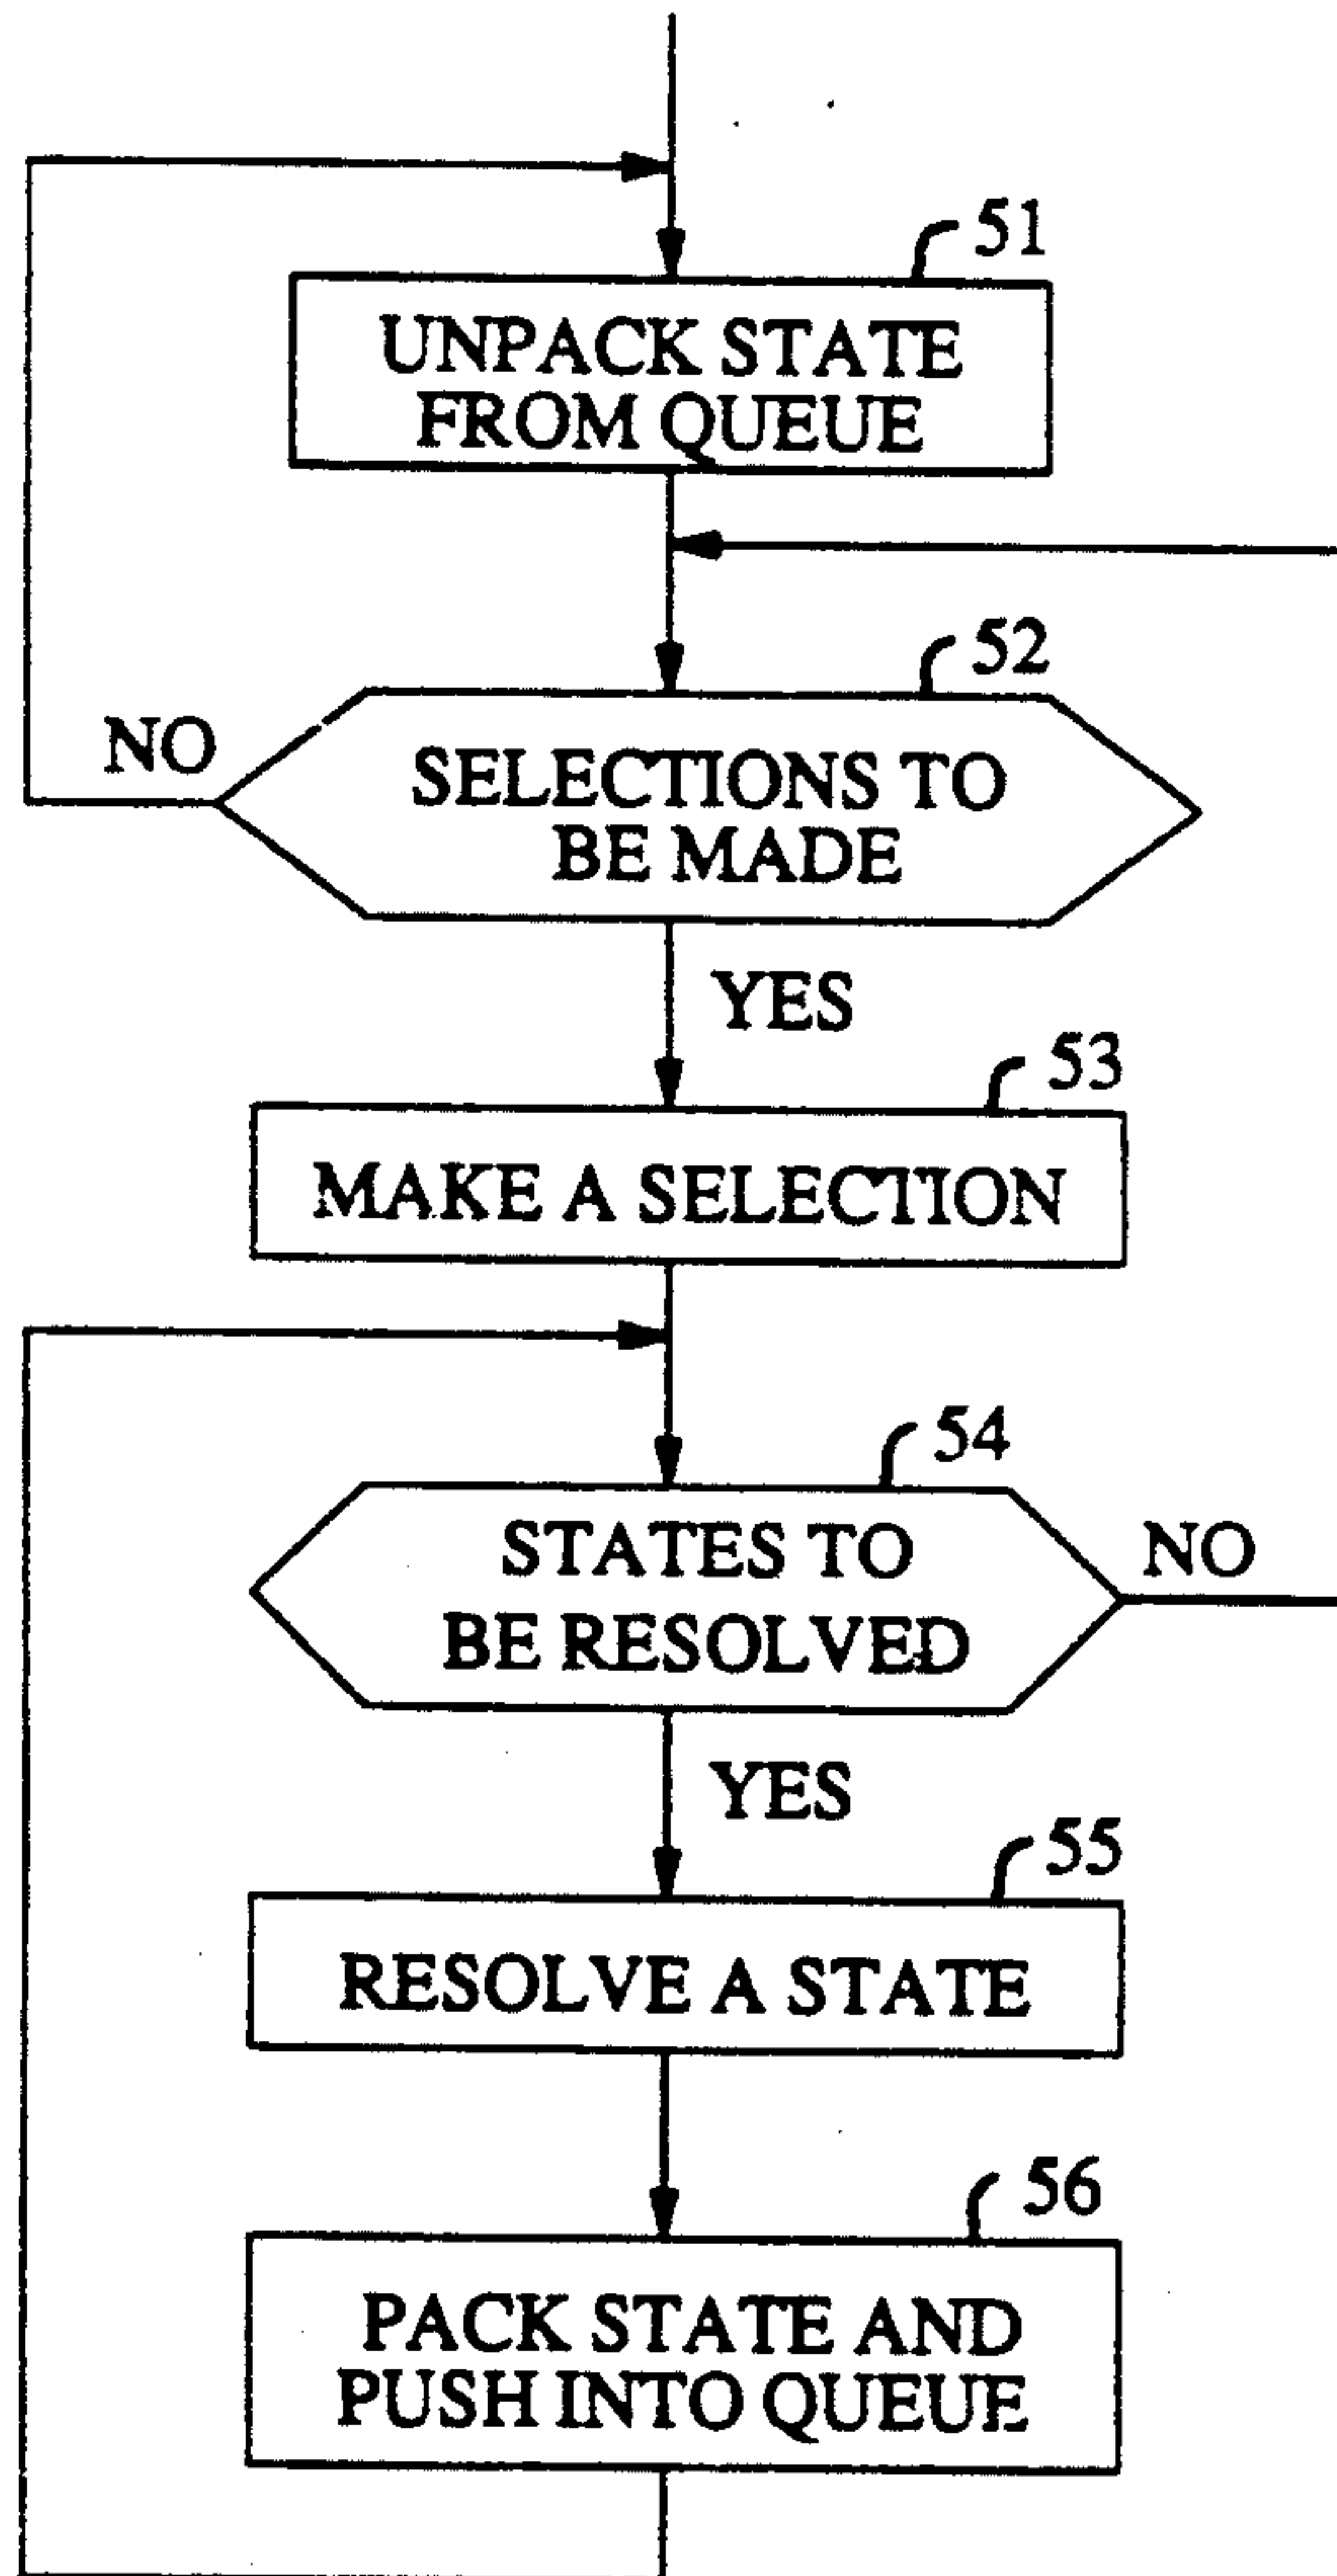 51
UNPACK STATE
FROM QUEUE
52
NO
SELECTIONS TO
BE MADE
YES
53
MAKE A SELECTION
54
STATES TO
BE RESOLVED
NO
YES
55
RESOLVE A STATE
56
PACK STATE AND
PUSH INTO QUEUE